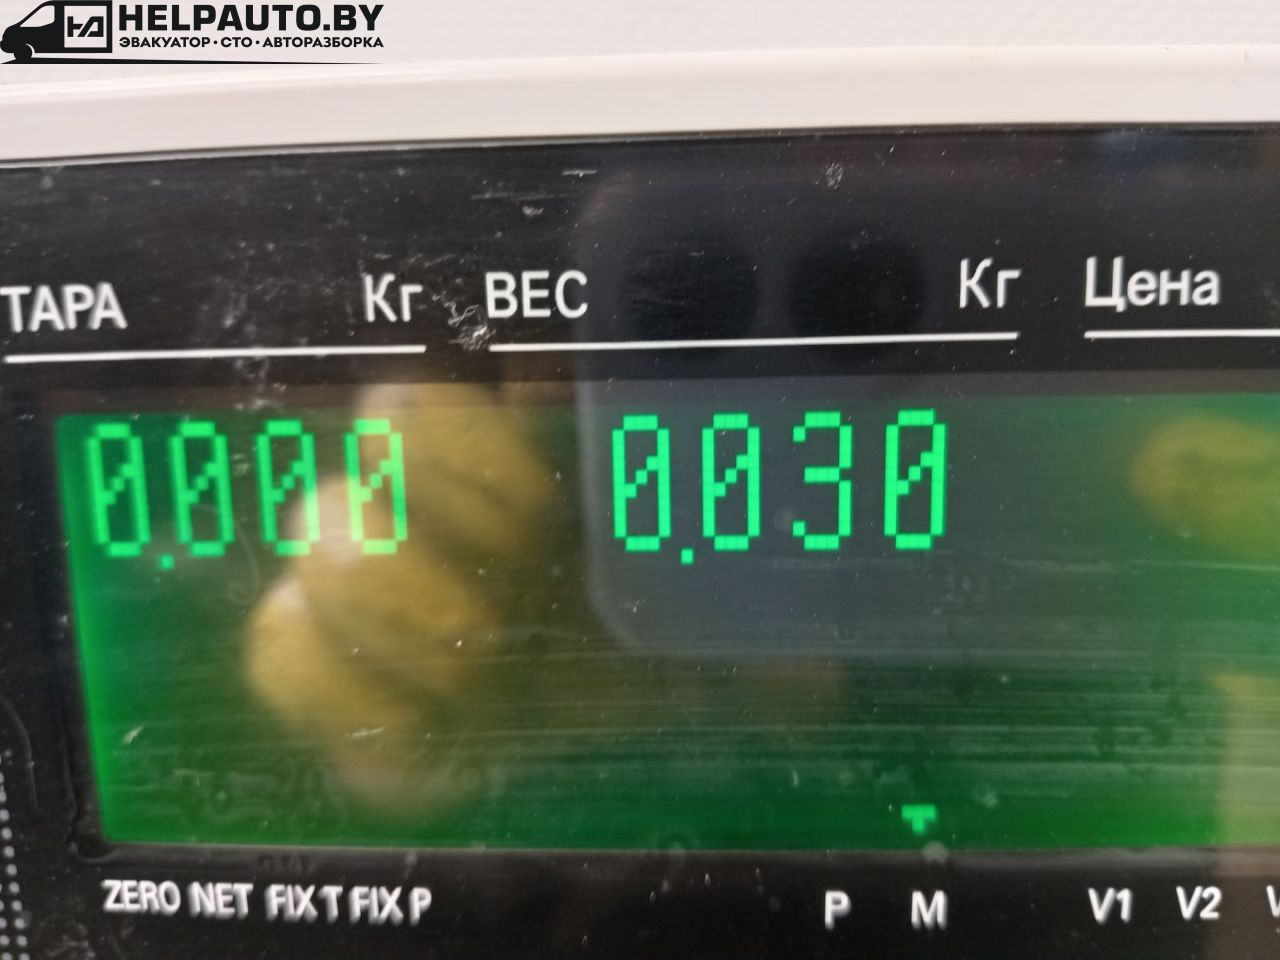 HELPAUTO.BY
ЭВАКУАТОР·СТО·АВТОРАЗБОРКА
ТАРА Кг ВЕС Кг Цена
0.000 0.030
ZERO NET FIX T FIX P P M V1 V2